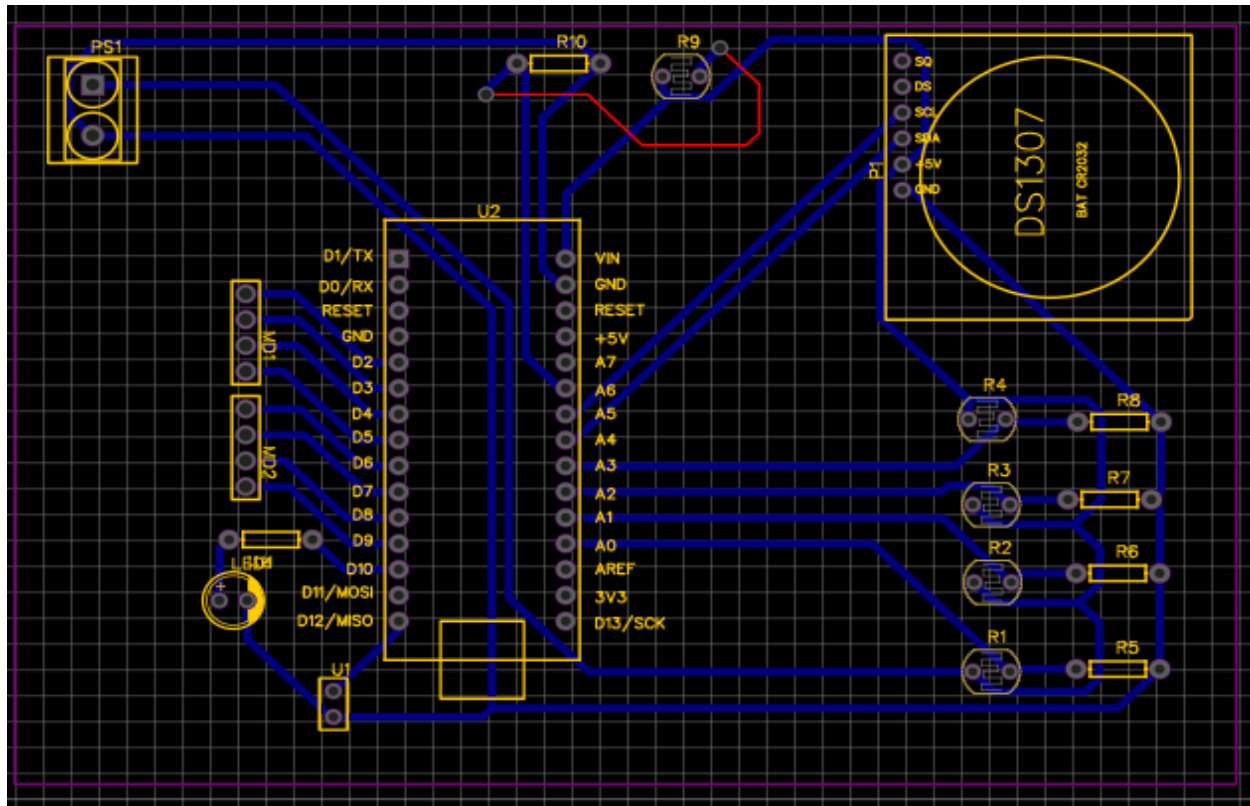 PS1
R10
R9
SQ
DS
SCL
SDA
+5V
GND
P1
DS1307
BAT CR2032
U2
D1/TX
D0/RX
RESET
GND
D2
D3
D4
D5
D6
D7
D8
D9
D10
D11/MOSI
D12/MISO
VIN
GND
RESET
+5V
A7
A6
A5
A4
A3
A2
A1
A0
AREF
3V3
D13/SCK
MD1
MD2
+
U1
R4
R8
R3
R7
R2
R6
R1
R5